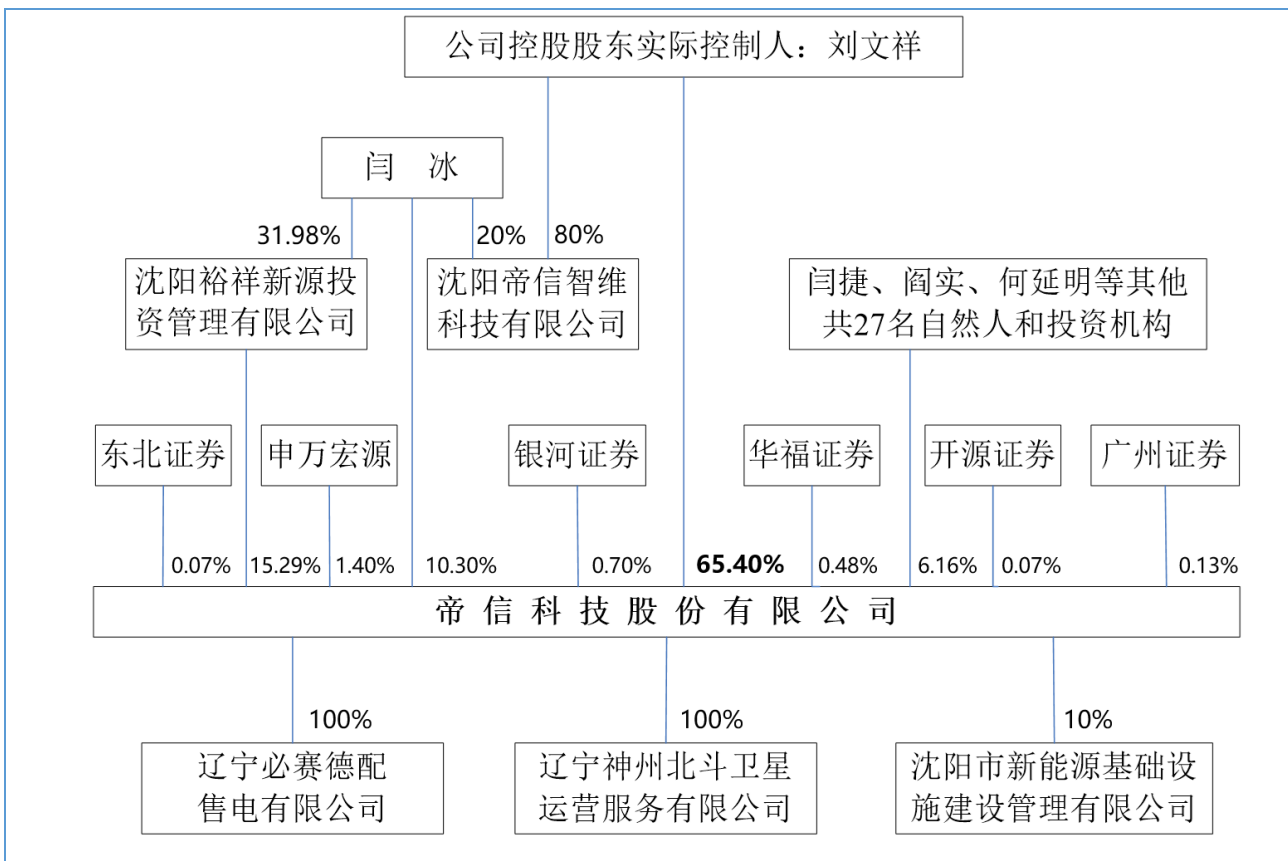 公司控股股东实际控制人：刘文祥
闫 冰
31.98%
20%
80%
沈阳裕祥新源投
资管理有限公司
沈阳帝信智维
科技有限公司
闫捷、阎实、何延明等其他
共27名自然人和投资机构
东北证券
申万宏源
银河证券
华福证券
开源证券
广州证券
0.07%
15.29%
1.40%
10.30%
0.70%
65.40%
0.48%
6.16%
0.07%
0.13%
帝信科技股份有限公司
100%
100%
10%
辽宁必赛德配
售电有限公司
辽宁神州北斗卫星
运营服务有限公司
沈阳市新能源基础设
施建设管理有限公司